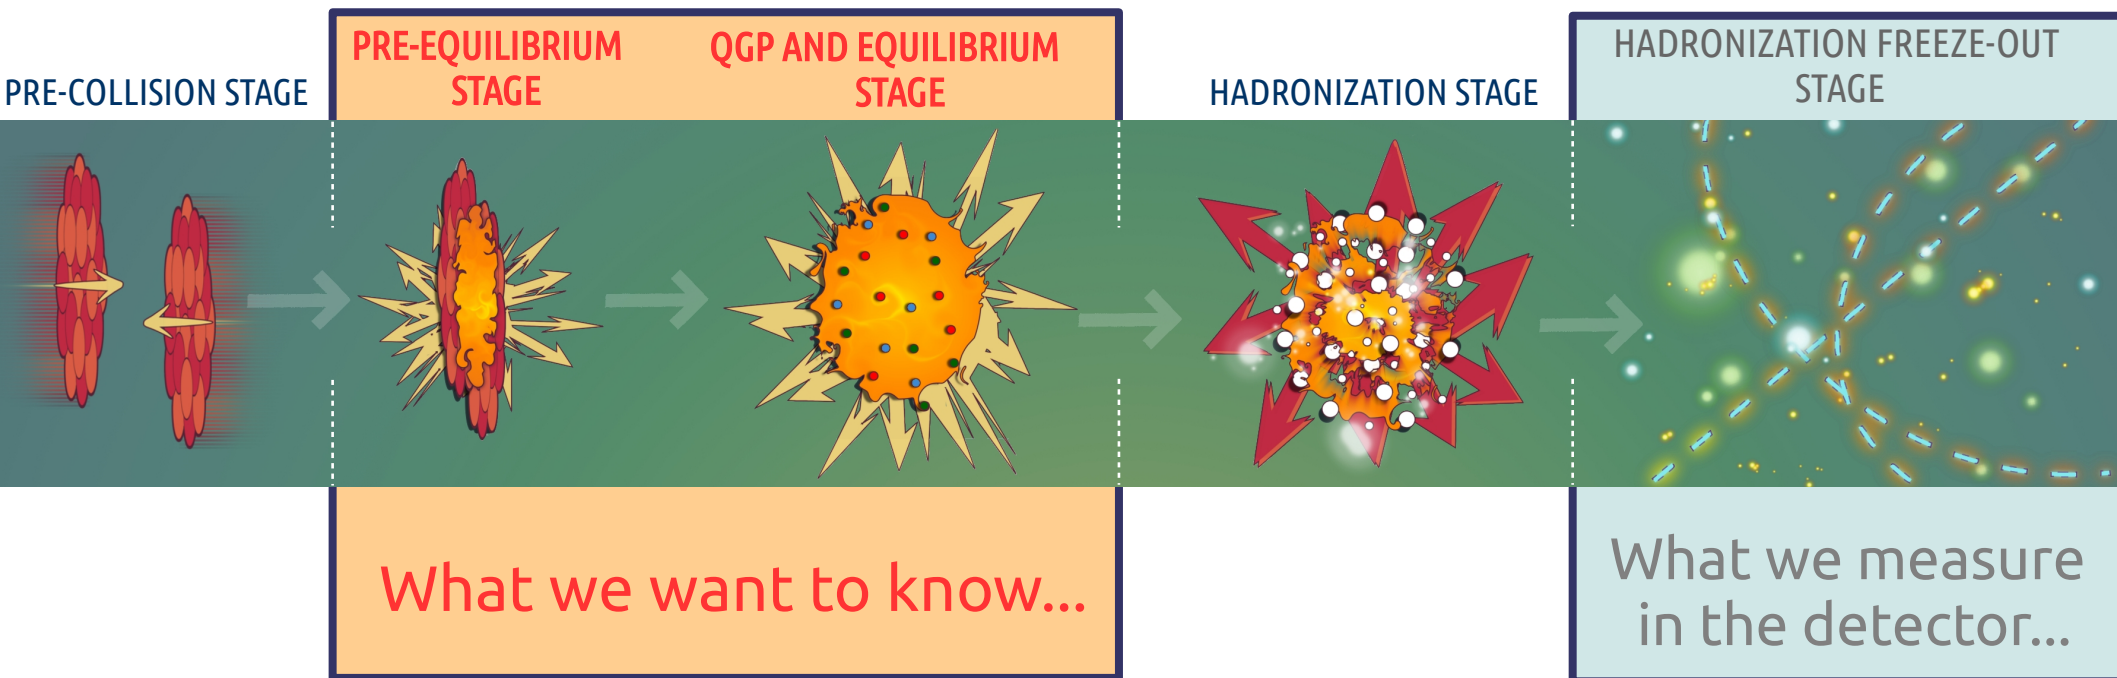 PRE-COLLISION STAGE
PRE-EQUILIBRIUM
STAGE
QGP AND EQUILIBRIUM
STAGE
HADRONIZATION STAGE
HADRONIZATION FREEZE-OUT
STAGE
What we want to know...
What we measure
in the detector...